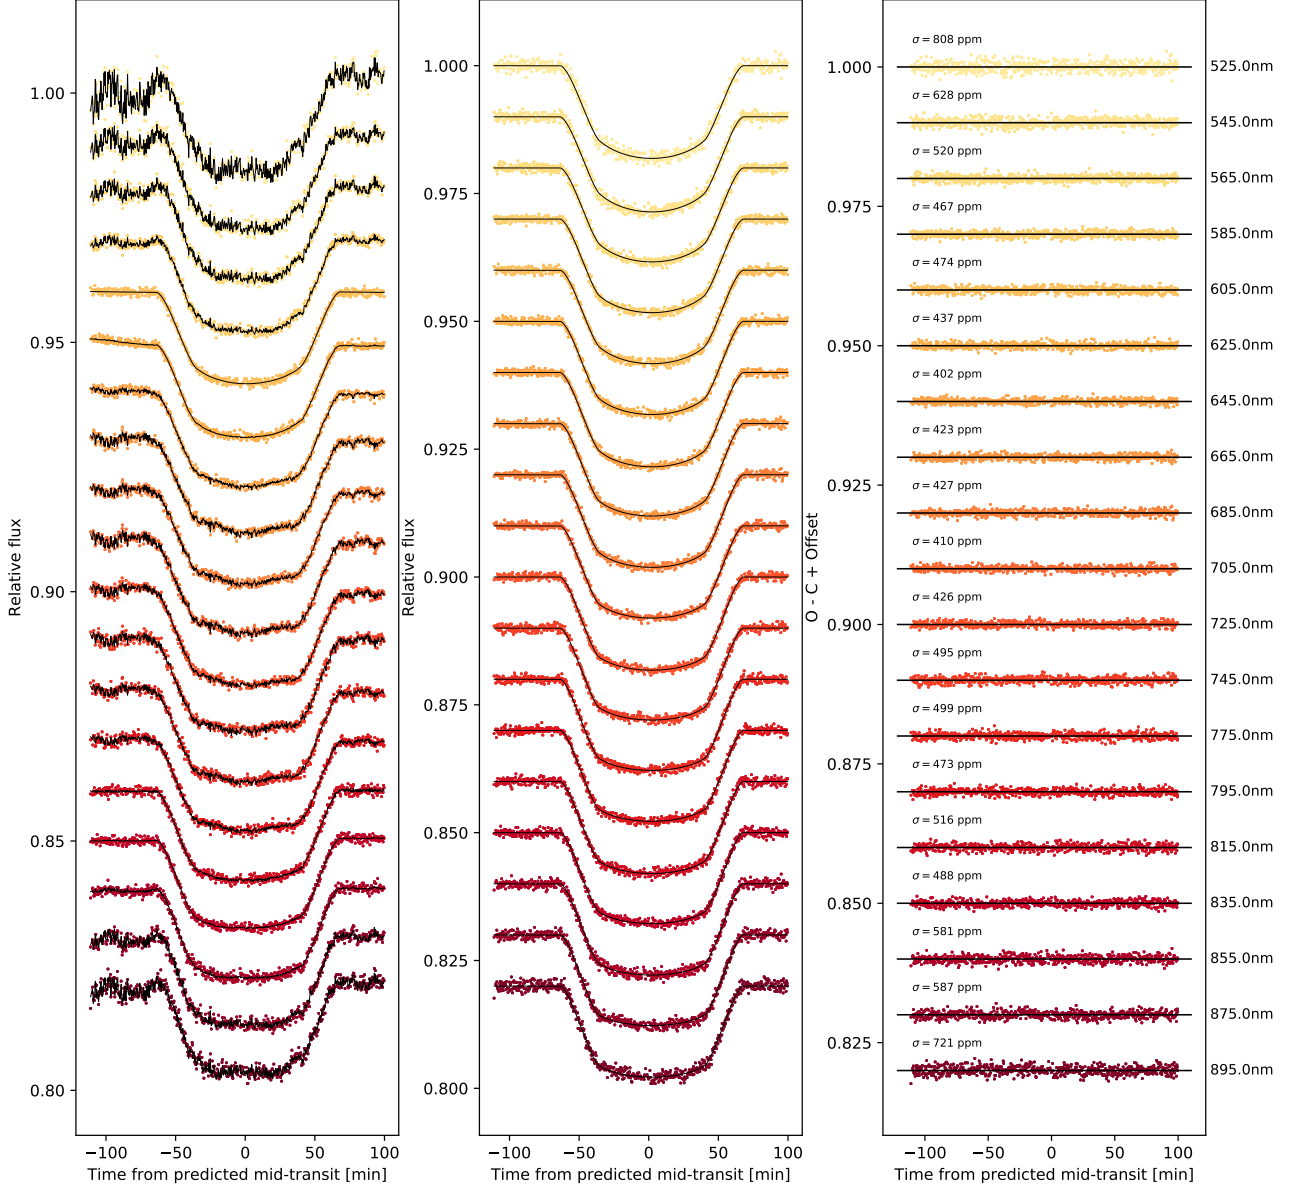 1.00
0.95
0.90
0.85
0.80
Relative flux
−100 −50 0 50 100
Time from predicted mid-transit [min]
1.000
0.975
0.950
0.925
0.900
0.875
0.850
0.825
0.800
Relative flux
−100 −50 0 50 100
Time from predicted mid-transit [min]
1.000
0.975
0.950
0.925
0.900
0.875
0.850
0.825
O - C + Offset
−100 −50 0 50 100
Time from predicted mid-transit [min]
σ = 808 ppm
525.0nm
σ = 628 ppm
545.0nm
σ = 520 ppm
565.0nm
σ = 467 ppm
585.0nm
σ = 474 ppm
605.0nm
σ = 437 ppm
625.0nm
σ = 402 ppm
645.0nm
σ = 423 ppm
665.0nm
σ = 427 ppm
685.0nm
σ = 410 ppm
705.0nm
σ = 426 ppm
725.0nm
σ = 495 ppm
745.0nm
σ = 499 ppm
775.0nm
σ = 473 ppm
795.0nm
σ = 516 ppm
815.0nm
σ = 488 ppm
835.0nm
σ = 581 ppm
855.0nm
σ = 587 ppm
875.0nm
σ = 721 ppm
895.0nm